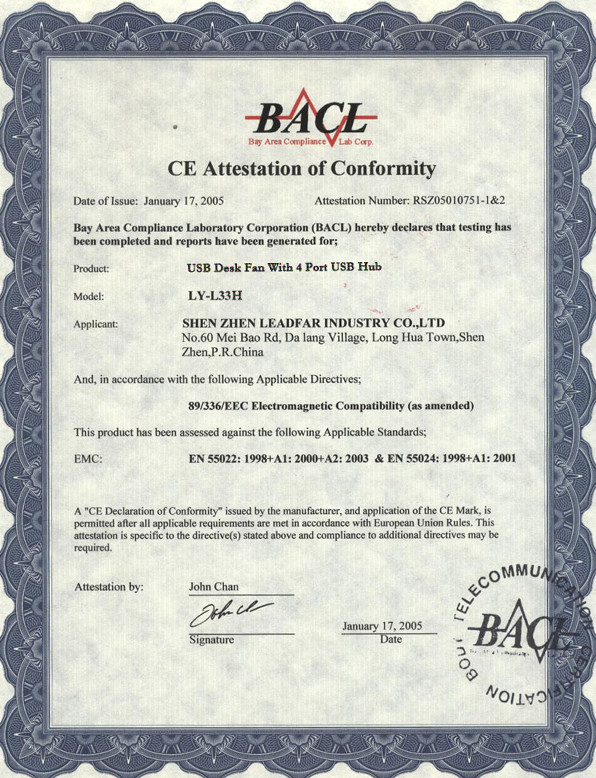 BACL
Bay Area Compliance Lab Corp.
CE Attestation of Conformity
Date of Issue: January 17, 2005 Attestation Number: RSZ05010751-1&2
Bay Area Compliance Laboratory Corporation (BACL) hereby declares that testing has
been completed and reports have been generated for;
Product: USB Desk Fan With 4 Port USB Hub
Model: LY-L33H
Applicant: SHEN ZHEN LEADFAR INDUSTRY CO.,LTD
No.60 Mei Bao Rd, Da lang Village, Long Hua Town,Shen
Zhen,P.R.China
And, in accordance with the following Applicable Directives;
89/336/EEC Electromagnetic Compatibility (as amended)
This product has been assessed against the following Applicable Standards;
EMC: EN 55022: 1998+A1: 2000+A2: 2003 & EN 55024: 1998+A1: 2001
A "CE Declaration of Conformity" issued by the manufacturer, and application of the CE Mark, is
permitted after all applicable requirements are met in accordance with European Union Rules. This
attestation is specific to the directive(s) stated above and compliance to additional directives may be
required.
Attestation by: John Chan
Signature
January 17, 2005
Date
TELECOMMUNICATION CERTIFICATION
BACL